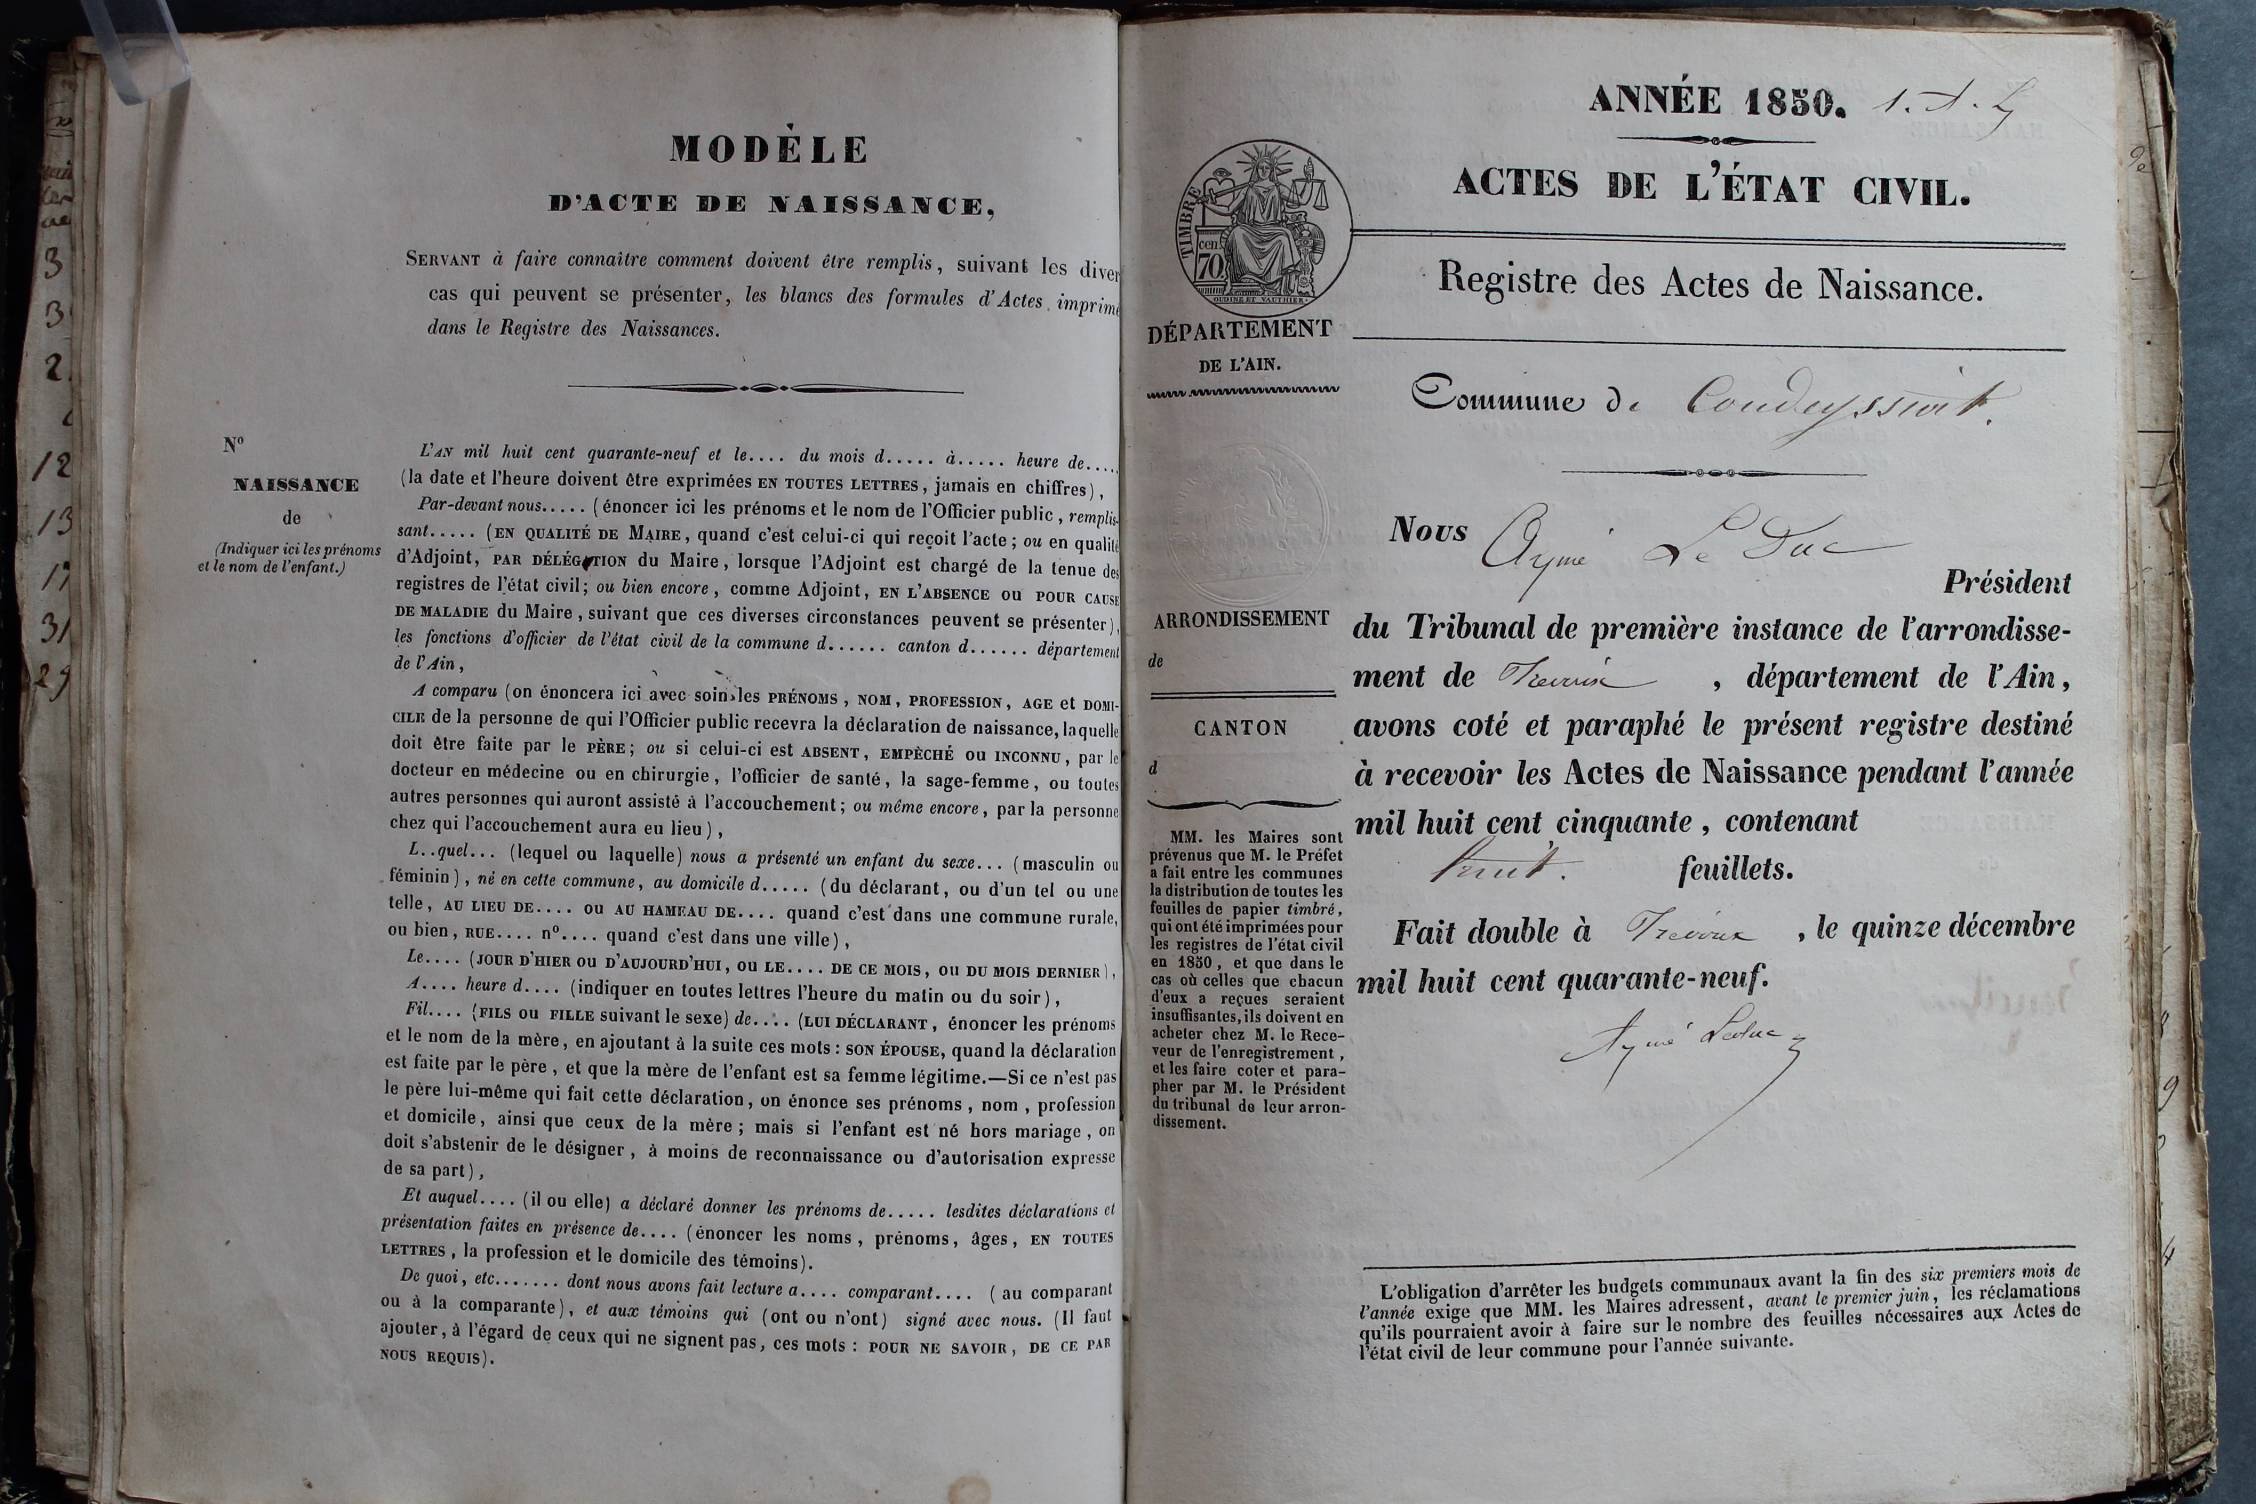 MODÈLE
D'ACTE DE NAISSANCE,
SERVANT à faire connaître comment doivent être remplis, suivant les diver
cas qui peuvent se présenter, les blancs des formules d'Actes imprimé
dans le Registre des Naissances.
N°
NAISSANCE
de
(Indiquer ici les prénoms
et le nom de l'enfant.)
L'AN mil huit cent quarante-neuf et le.... du mois d..... à..... heure de.....
(la date et l'heure doivent être exprimées EN TOUTES LETTRES, jamais en chiffres),
Par-devant nous..... (énoncer ici les prénoms et le nom de l'Officier public, remplis-
sant..... (EN QUALITÉ DE MAIRE, quand c'est celui-ci qui reçoit l'acte; ou en qualité
d'Adjoint, PAR DÉLÉGATION du Maire, lorsque l'Adjoint est chargé de la tenue des
registres de l'état civil; ou bien encore, comme Adjoint, EN L'ABSENCE OU POUR CAUSE
DE MALADIE du Maire, suivant que ces diverses circonstances peuvent se présenter),
les fonctions d'officier de l'état civil de la commune d...... canton d...... département
de l'Ain,
A comparu (on énoncera ici avec soin les PRÉNOMS, NOM, PROFESSION, AGE et DOMI-
CILE de la personne de qui l'Officier public recevra la déclaration de naissance, laquelle
doit être faite par le PÈRE; ou si celui-ci est ABSENT, EMPÊCHÉ OU INCONNU, par le
docteur en médecine ou en chirurgie, l'officier de santé, la sage-femme, ou toutes
autres personnes qui auront assisté à l'accouchement; ou même encore, par la personne
chez qui l'accouchement aura eu lieu),
L..quel... (lequel ou laquelle) nous a présenté un enfant du sexe... (masculin ou
féminin), né en cette commune, au domicile d..... (du déclarant, ou d'un tel ou une
telle, AU LIEU DE.... OU AU HAMEAU DE.... quand c'est dans une commune rurale,
ou bien, RUE.... n°.... quand c'est dans une ville),
Le.... (JOUR D'HIER OU D'AUJOURD'HUI, OU LE.... DE CE MOIS, OU DU MOIS DERNIER),
A.... heure d.... (indiquer en toutes lettres l'heure du matin ou du soir),
Fil.... (FILS OU FILLE suivant le sexe) de.... (LUI DÉCLARANT, énoncer les prénoms
et le nom de la mère, en ajoutant à la suite ces mots: SON ÉPOUSE, quand la déclaration
est faite par le père, et que la mère de l'enfant est sa femme légitime.—Si ce n'est pas
le père lui-même qui fait cette déclaration, on énonce ses prénoms, nom, profession
et domicile, ainsi que ceux de la mère; mais si l'enfant est né hors mariage, on
doit s'abstenir de le désigner, à moins de reconnaissance ou d'autorisation expresse
de sa part),
Et auquel.... (il ou elle) a déclaré donner les prénoms de..... lesdites déclarations et
présentation faites en présence de.... (énoncer les noms, prénoms, âges, EN TOUTES
LETTRES, la profession et le domicile des témoins).
De quoi, etc....... dont nous avons fait lecture a.... comparant.... (au comparant
ou à la comparante), et aux témoins qui (ont ou n'ont) signé avec nous. (Il faut
ajouter, à l'égard de ceux qui ne signent pas, ces mots: POUR NE SAVOIR, DE CE PAR
NOUS REQUIS).
3
3
2
12
13
17
31
29
ANNÉE 1850. 1. A. L
ACTES DE L'ÉTAT CIVIL.
Registre des Actes de Naissance.
TIMBRE
70 cen
OUDINE ET VAUTHIER
DÉPARTEMENT
DE L'AIN.
ARRONDISSEMENT
de
CANTON
d
MM. les Maires sont
prévenus que M. le Préfet
a fait entre les communes
la distribution de toutes les
feuilles de papier timbré,
qui ont été imprimées pour
les registres de l'état civil
en 1850, et que dans le
cas où celles que chacun
d'eux a reçues seraient
insuffisantes, ils doivent en
acheter chez M. le Rece-
veur de l'enregistrement,
et les faire coter et para-
pher par M. le Président
du tribunal de leur arron-
dissement.
Commune de Condeyssiat.
Nous Aymé Le Duc
Président
du Tribunal de première instance de l'arrondisse-
ment de Trevoux, département de l'Ain,
avons coté et paraphé le présent registre destiné
à recevoir les Actes de Naissance pendant l'année
mil huit cent cinquante, contenant
huit. feuillets.
Fait double à Trevoux, le quinze décembre
mil huit cent quarante-neuf.
Aymé Leduc
L'obligation d'arrêter les budgets communaux avant la fin des six premiers mois de
l'année exige que MM. les Maires adressent, avant le premier juin, les réclamations
qu'ils pourraient avoir à faire sur le nombre des feuilles nécessaires aux Actes de
l'état civil de leur commune pour l'année suivante.